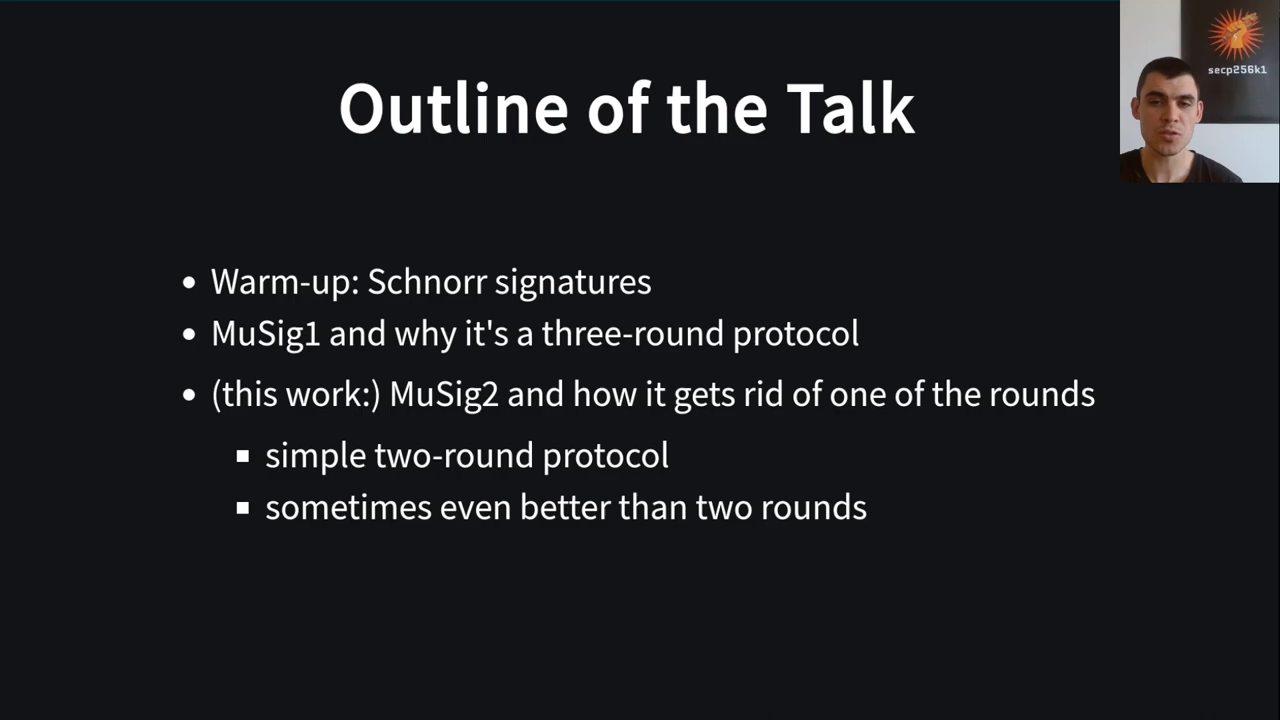 Outline of the Talk
secp256k1
Warm-up: Schnorr signatures
MuSig1 and why it's a three-round protocol
(this work:) MuSig2 and how it gets rid of one of the rounds
simple two-round protocol
sometimes even better than two rounds